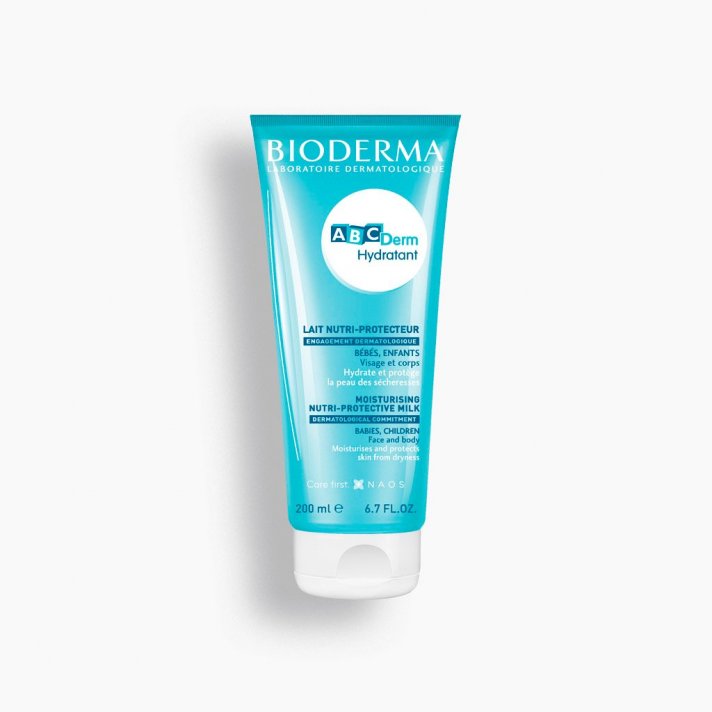 BIODERMA
LABORATOIRE DERMATOLOGIQUE
ABCDerm
Hydratant
LAIT NUTRI-PROTECTEUR
ENGAGEMENT DERMATOLOGIQUE
BÉBÉS, ENFANTS
Visage et corps
Hydrate et protège
la peau des sécheresses
MOISTURISING
NUTRI-PROTECTIVE MILK
DERMATOLOGICAL COMMITMENT
BABIES, CHILDREN
Face and body
Moisturises and protects
skin from dryness
Care first. NAOS
200 ml e 6.7 FL.OZ.